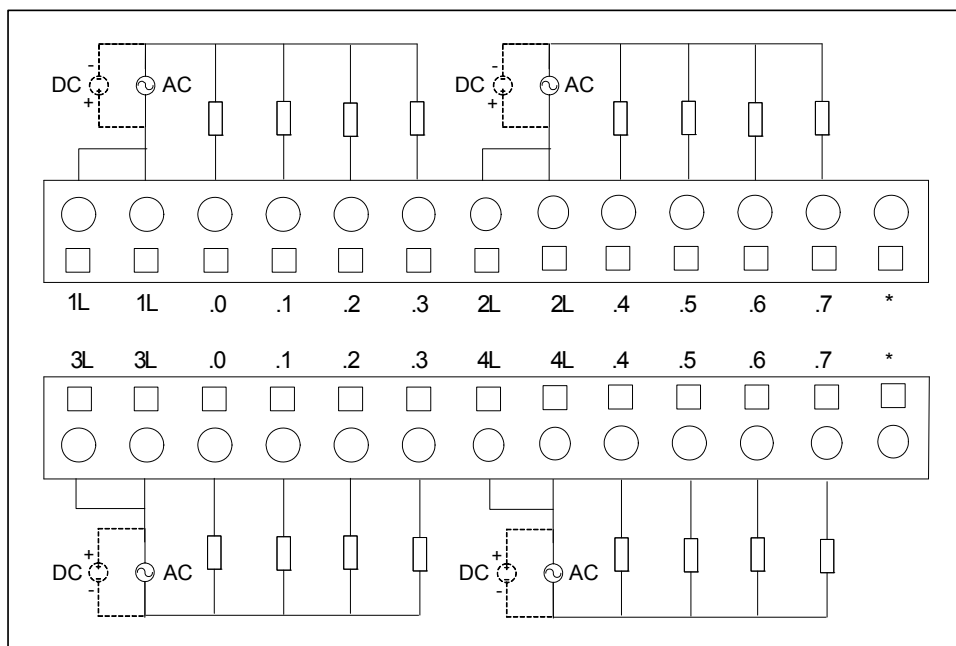 - -
DC AC DC AC
+ +
1L 1L .0 .1 .2 .3 2L 2L .4 .5 .6 .7 *
3L 3L .0 .1 .2 .3 4L 4L .4 .5 .6 .7 *
+ +
DC AC DC AC
- -